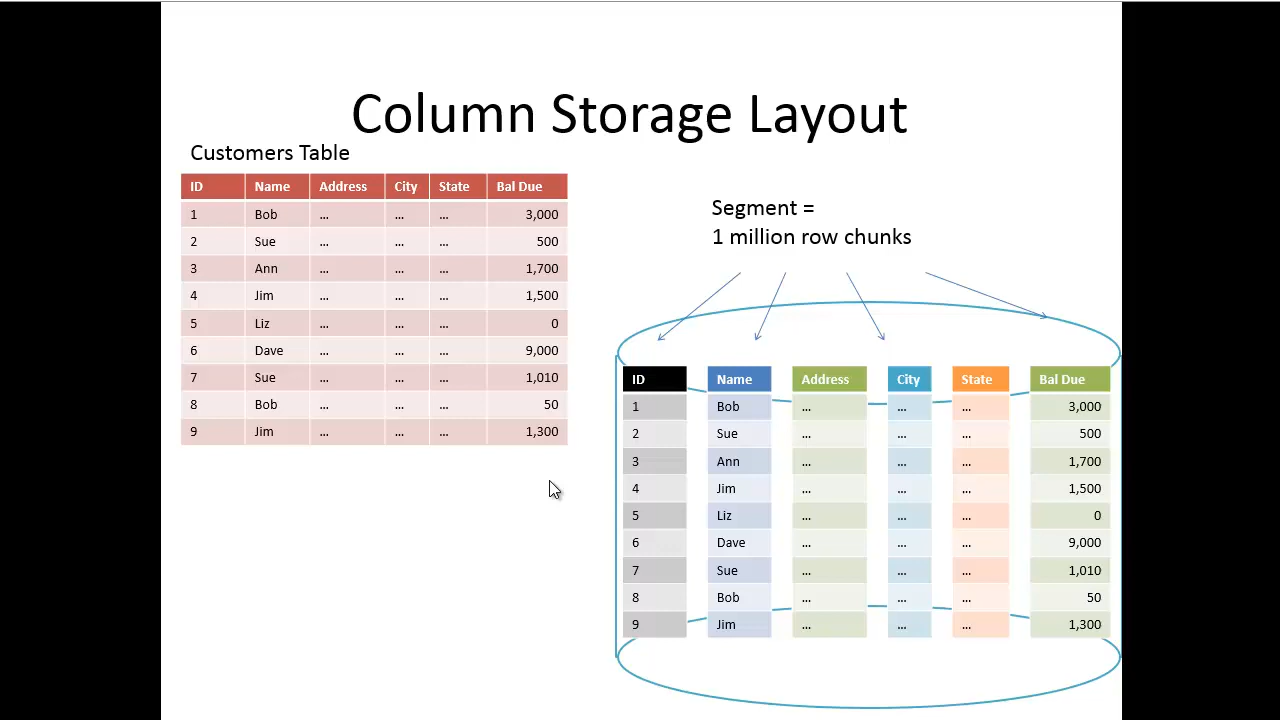 Column Storage Layout
Customers Table
ID Name Address City State Bal Due
1 Bob ... ... ... 3,000
2 Sue ... ... ... 500
3 Ann ... ... ... 1,700
4 Jim ... ... ... 1,500
5 Liz ... ... ... 0
6 Dave ... ... ... 9,000
7 Sue ... ... ... 1,010
8 Bob ... ... ... 50
9 Jim ... ... ... 1,300
Segment =
1 million row chunks
ID Name Address City State Bal Due
1 Bob ... ... ... 3,000
2 Sue ... ... ... 500
3 Ann ... ... ... 1,700
4 Jim ... ... ... 1,500
5 Liz ... ... ... 0
6 Dave ... ... ... 9,000
7 Sue ... ... ... 1,010
8 Bob ... ... ... 50
9 Jim ... ... ... 1,300